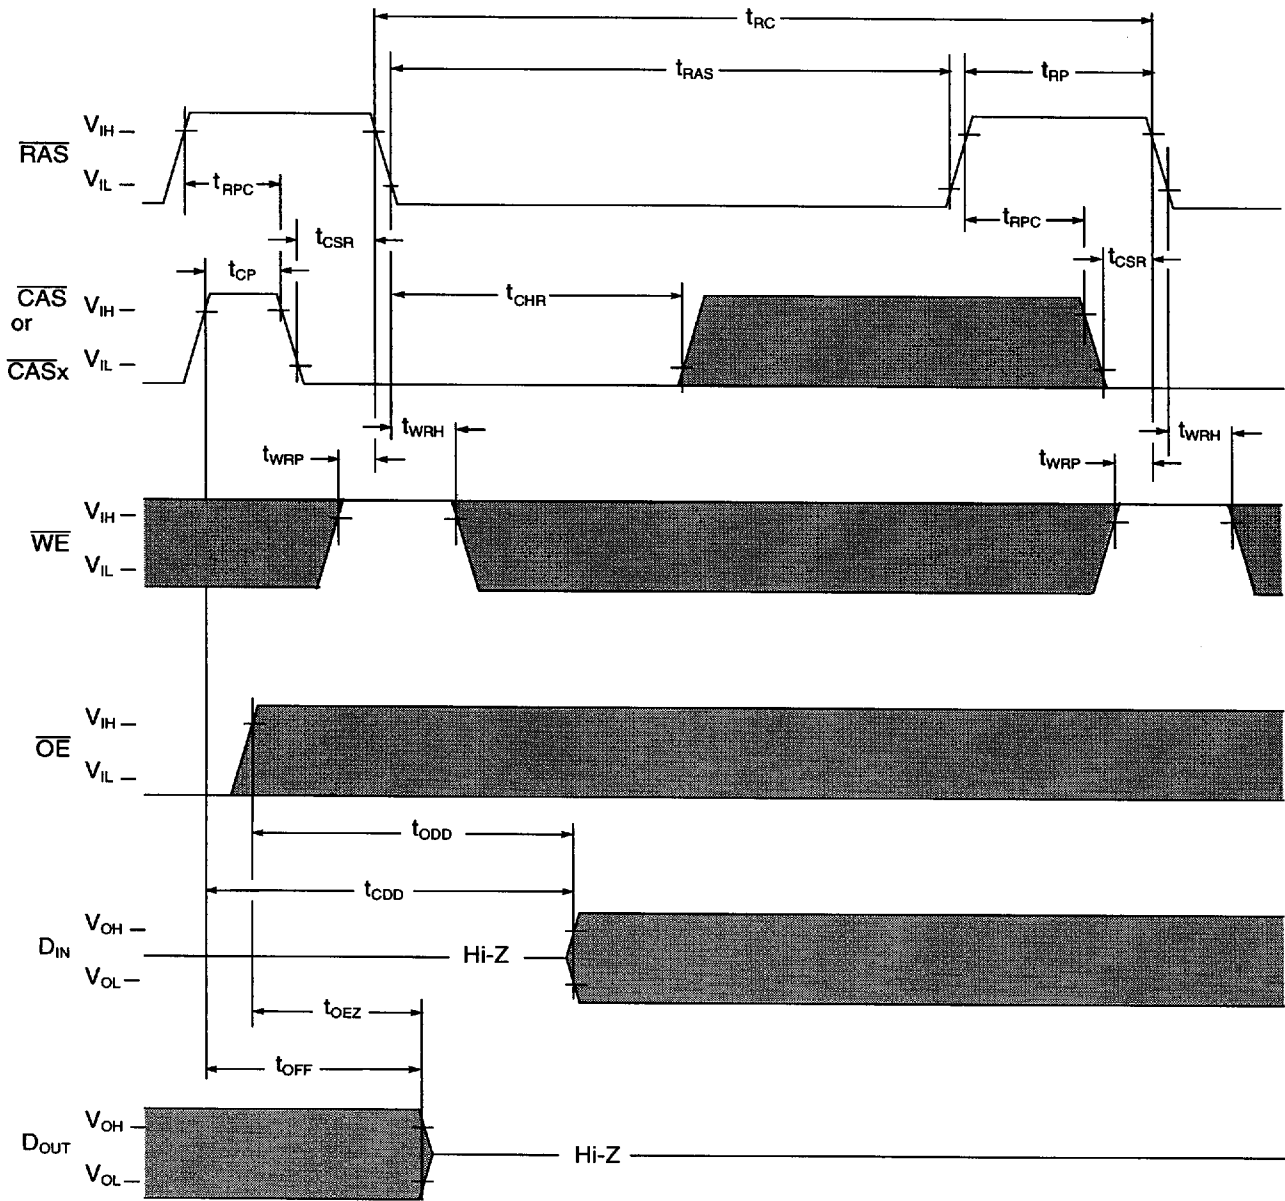 tRC
tRAS
tRP
RAS
VIH
VIL
tRPC
tRPC
tCSR
tCSR
tCP
tCHR
CAS
or
CASx
VIH
VIL
tWRH
tWRH
tWRP
tWRP
WE
VIH
VIL
OE
VIH
VIL
tODD
tCDD
DIN
VOH
VOL
Hi-Z
tOEZ
tOFF
DOUT
VOH
VOL
Hi-Z